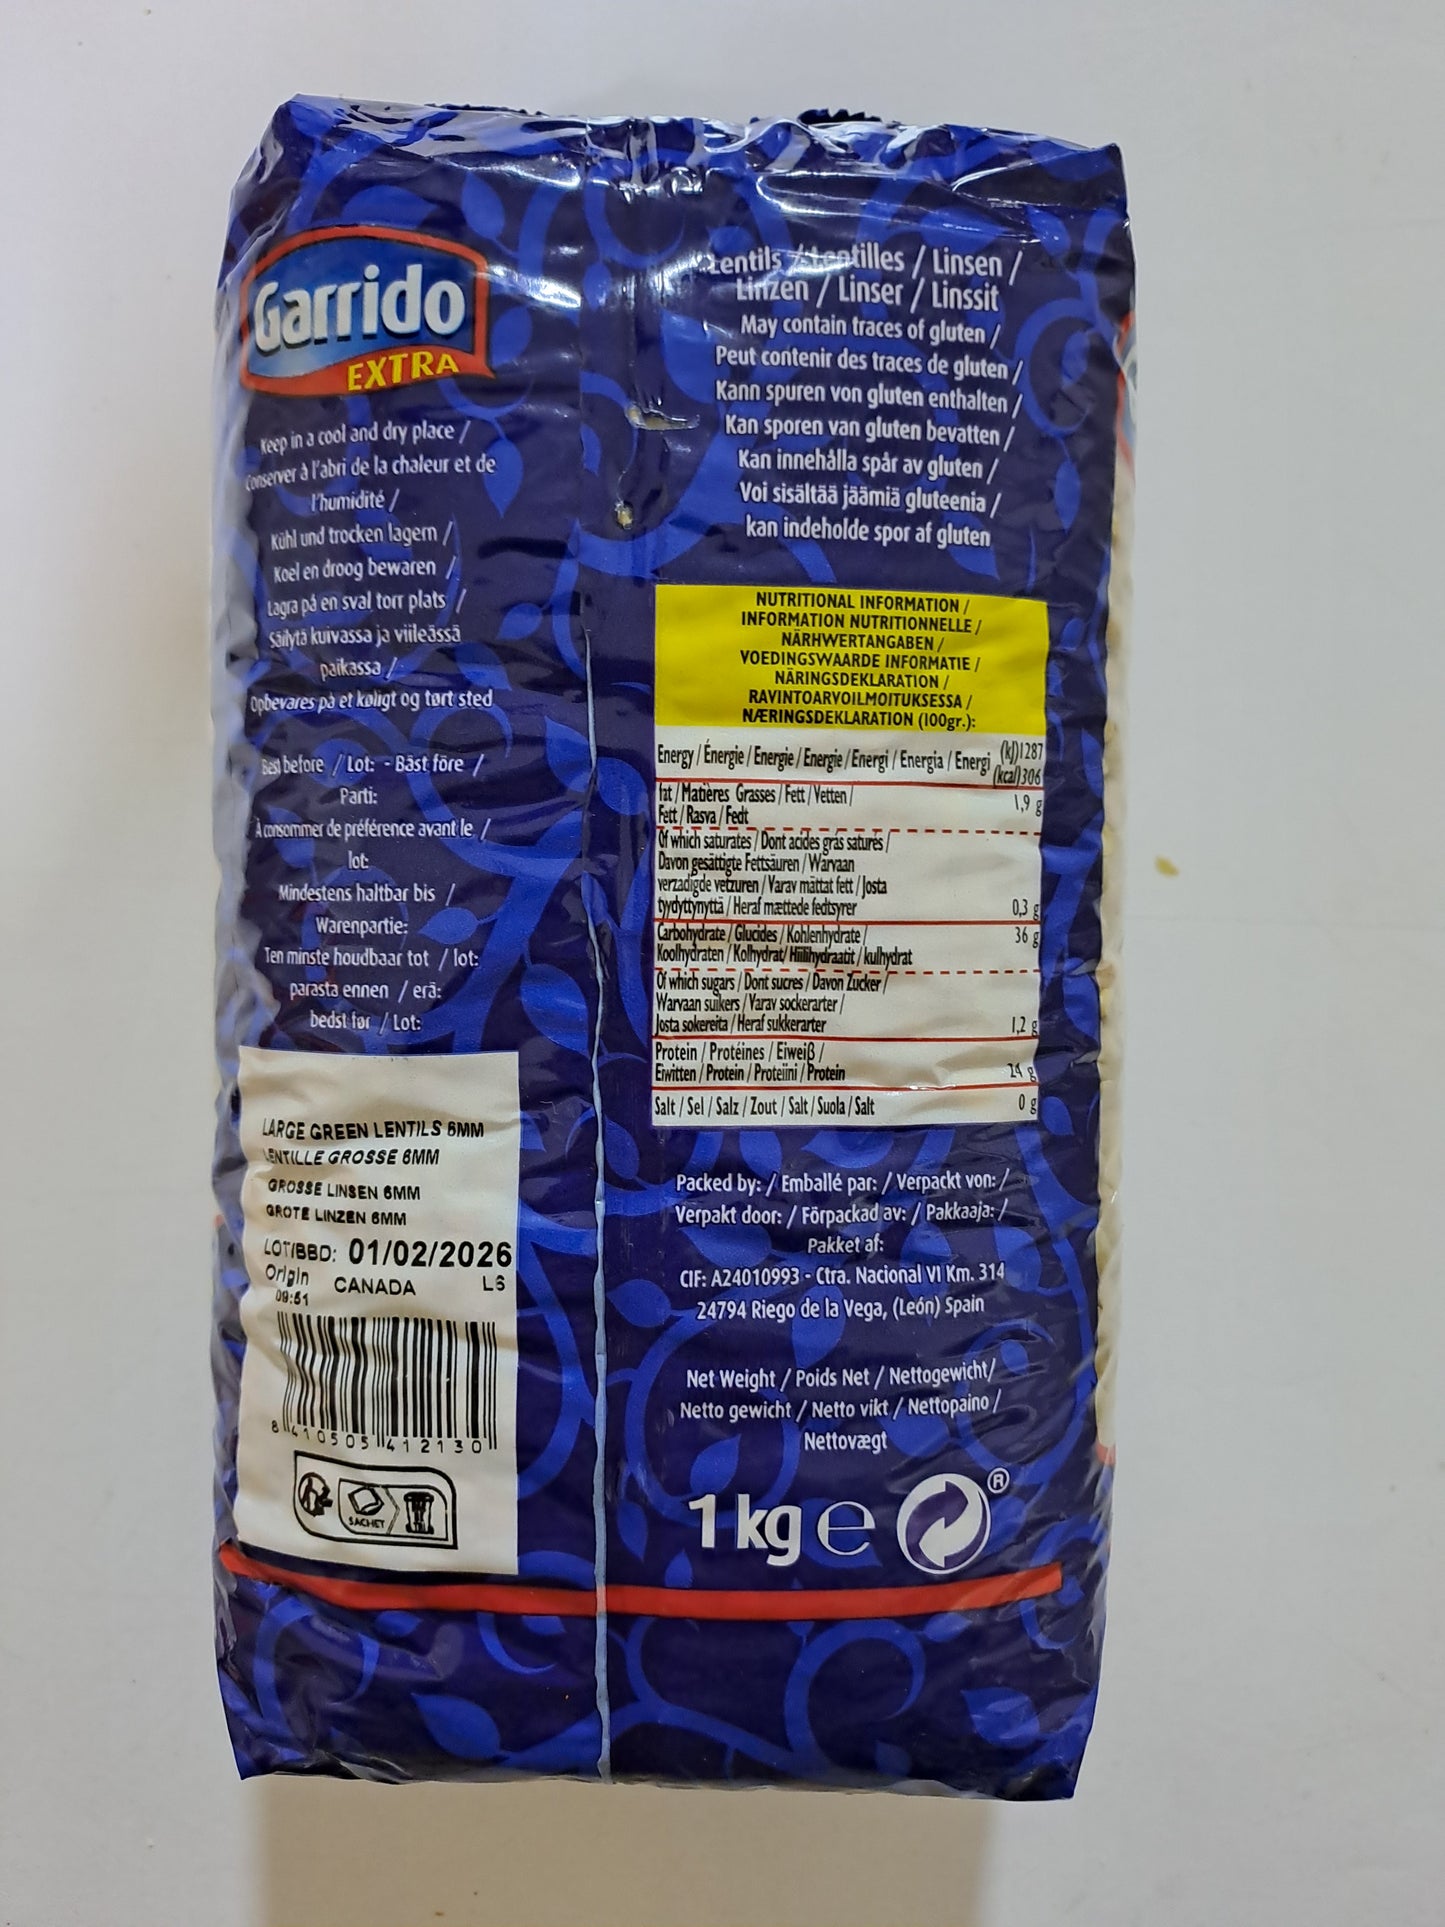 Garrido
EXTRA
Keep in a cool and dry place /
Conserver à l'abri de la chaleur et de
l'humidité /
Kühl und trocken lagern /
Koel en droog bewaren /
Lagra på en sval torr plats /
Säilytä kuivassa ja viileässä
paikassa /
Opbevares på et køligt og tørt sted
Best before / Lot: - Bäst före /
Parti:
À consommer de préférence avant le /
lot:
Mindestens haltbar bis /
Warenpartie:
Ten minste houdbaar tot / lot:
parasta ennen / erä:
bedst før / Lot:
LARGE GREEN LENTILS 6MM
LENTILLE GROSSE 6MM
GROSSE LINSEN 6MM
GROTE LINZEN 6MM
LOT/BBD: 01/02/2026
Origin CANADA L6
09:51
8 410505 412130
SACHET
Lentils / Lentilles / Linsen /
Linzen / Linser / Linssit
May contain traces of gluten /
Peut contenir des traces de gluten /
Kann spuren von gluten enthalten /
Kan sporen van gluten bevatten /
Kan innehålla spår av gluten /
Voi sisältää jäämiä gluteenia /
kan indeholde spor af gluten
NUTRITIONAL INFORMATION /
INFORMATION NUTRITIONNELLE /
NÄRHWERTANGABEN /
VOEDINGSWAARDE INFORMATIE /
NÄRINGSDEKLARATION /
RAVINTOARVOILMOITUKSESSA /
NÆRINGSDEKLARATION (100gr.):
Energy / Énergie / Energie / Energie / Energi / Energia / Energi (kJ)1287
(kcal)306
fat / Matières Grasses / Fett / Vetten /
Fett / Rasva / Fedt 1,9 g
Of which saturates / Dont acides gras saturés /
Davon gesättigte Fettsäuren / Warvaan
verzadigde vetzuren / Varav mättat fett / Josta
tyydyttynyttä / Heraf mættede fedtsyrer 0,3 g
Carbohydrate / Glucides / Kohlenhydrate / 36 g
Koolhydraten / Kolhydrat/ Hiilihydraatit / kulhydrat
Of which sugars / Dont sucres / Davon Zucker /
Warvaan suikers / Varav sockerarter /
Josta sokereita / Heraf sukkerarter 1,2 g
Protein / Protéines / Eiweiß /
Eiwitten / Protein / Proteiini / Protein 24 g
Salt / Sel / Salz / Zout / Salt / Suola / Salt 0 g
Packed by: / Emballé par: / Verpackt von: /
Verpakt door: / Förpackad av: / Pakkaaja: /
Pakket af:
CIF: A24010993 - Ctra. Nacional VI Km. 314
24794 Riego de la Vega, (León) Spain
Net Weight / Poids Net / Nettogewicht/
Netto gewicht / Netto vikt / Nettopaino /
Nettovægt
1 kg e ®